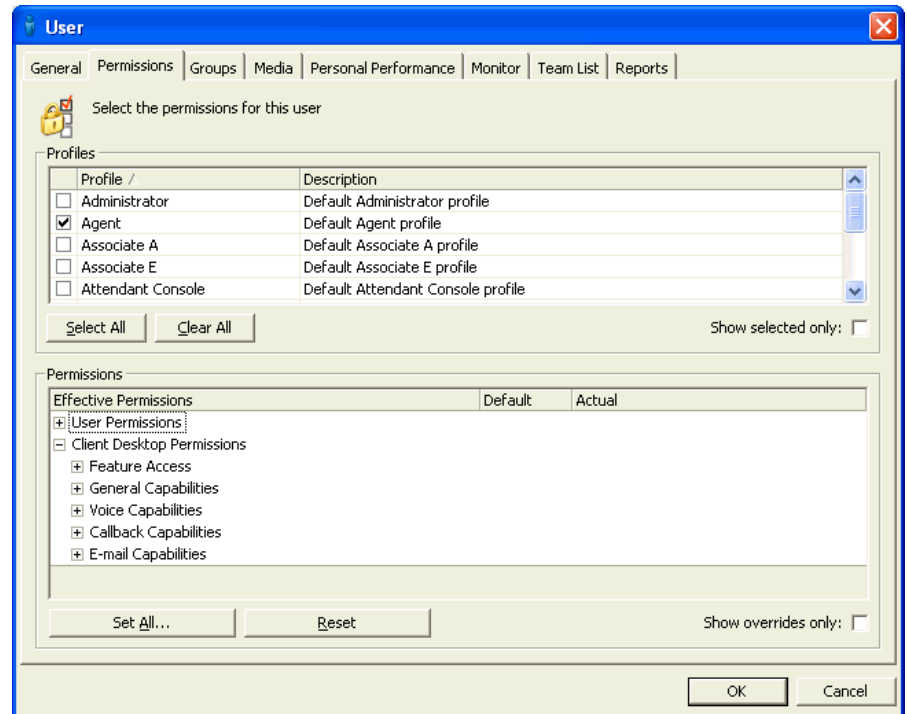 User
General Permissions Groups Media Personal Performance Monitor Team List Reports
Select the permissions for this user
Profiles
Profile Description
Administrator Default Administrator profile
Agent Default Agent profile
Associate A Default Associate A profile
Associate E Default Associate E profile
Attendant Console Default Attendant Console profile
Select All Clear All Show selected only:
Permissions
Effective Permissions Default Actual
User Permissions
Client Desktop Permissions
Feature Access
General Capabilities
Voice Capabilities
Callback Capabilities
E-mail Capabilities
Set All... Reset Show overrides only:
OK Cancel